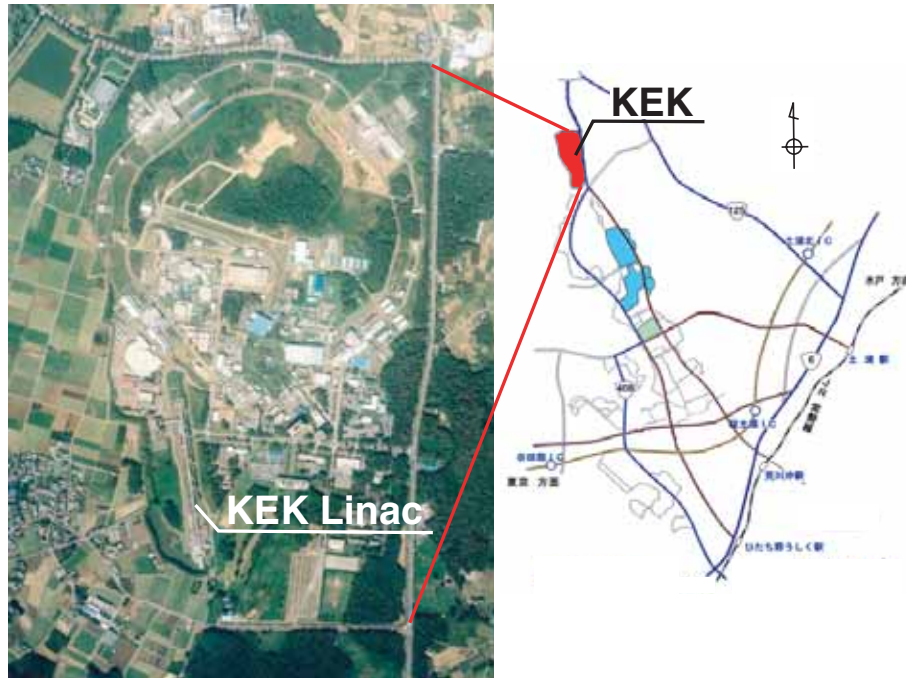 KEK
KEK Linac
125
土浦北IC
水戸 方面
6
土浦駅
408
桜土浦IC
谷田部IC
東京 方面
荒川沖駅
ひたち野うしく駅